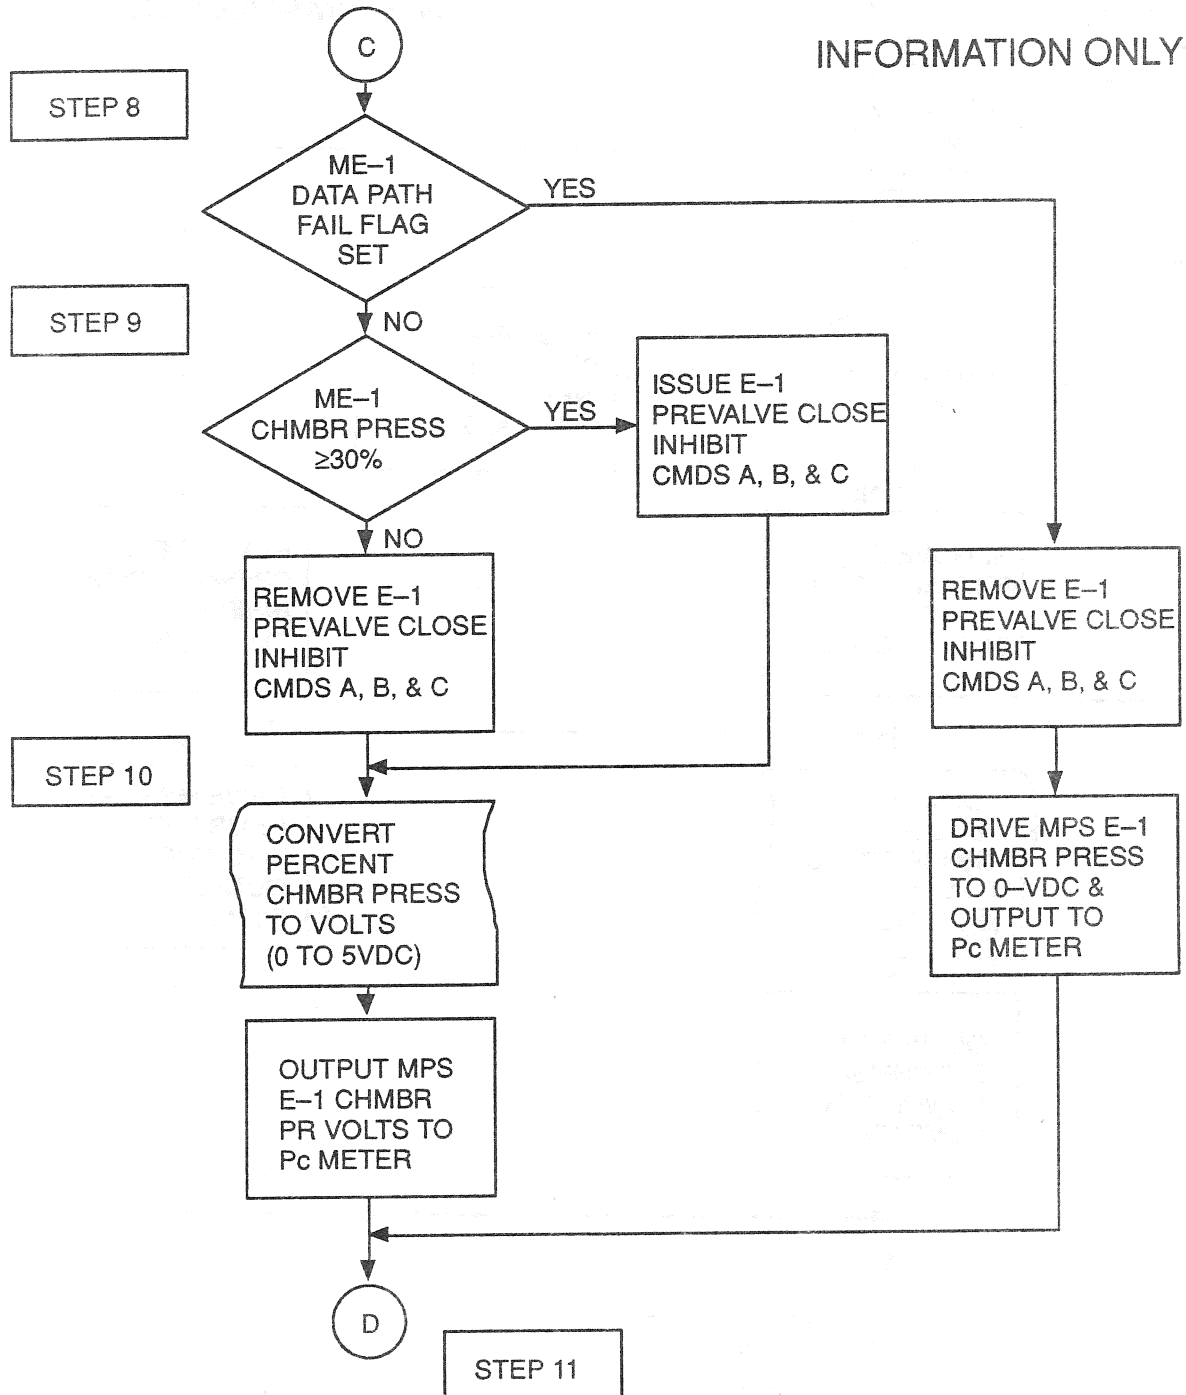 C
INFORMATION ONLY
STEP 8
ME–1
DATA PATH
FAIL FLAG
SET
YES
NO
STEP 9
ME–1
CHMBR PRESS
≥30%
YES
ISSUE E–1
PREVALVE CLOSE
INHIBIT
CMDS A, B, & C
NO
REMOVE E–1
PREVALVE CLOSE
INHIBIT
CMDS A, B, & C
REMOVE E–1
PREVALVE CLOSE
INHIBIT
CMDS A, B, & C
STEP 10
CONVERT
PERCENT
CHMBR PRESS
TO VOLTS
(0 TO 5VDC)
DRIVE MPS E–1
CHMBR PRESS
TO 0–VDC &
OUTPUT TO
Pc METER
OUTPUT MPS
E–1 CHMBR
PR VOLTS TO
Pc METER
D
STEP 11